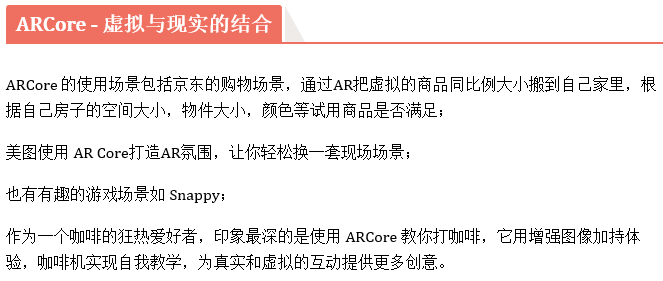 ARCore - 虚拟与现实的结合
ARCore 的使用场景包括京东的购物场景，通过AR把虚拟的商品同比例大小搬到自己家里，根
据自己房子的空间大小，物件大小，颜色等试用商品是否满足；
美图使用 AR Core打造AR氛围，让你轻松换一套现场场景；
也有有趣的游戏场景如 Snappy；
作为一个咖啡的狂热爱好者，印象最深的是使用 ARCore 教你打咖啡，它用增强图像加持体
验，咖啡机实现自我教学，为真实和虚拟的互动提供更多创意。